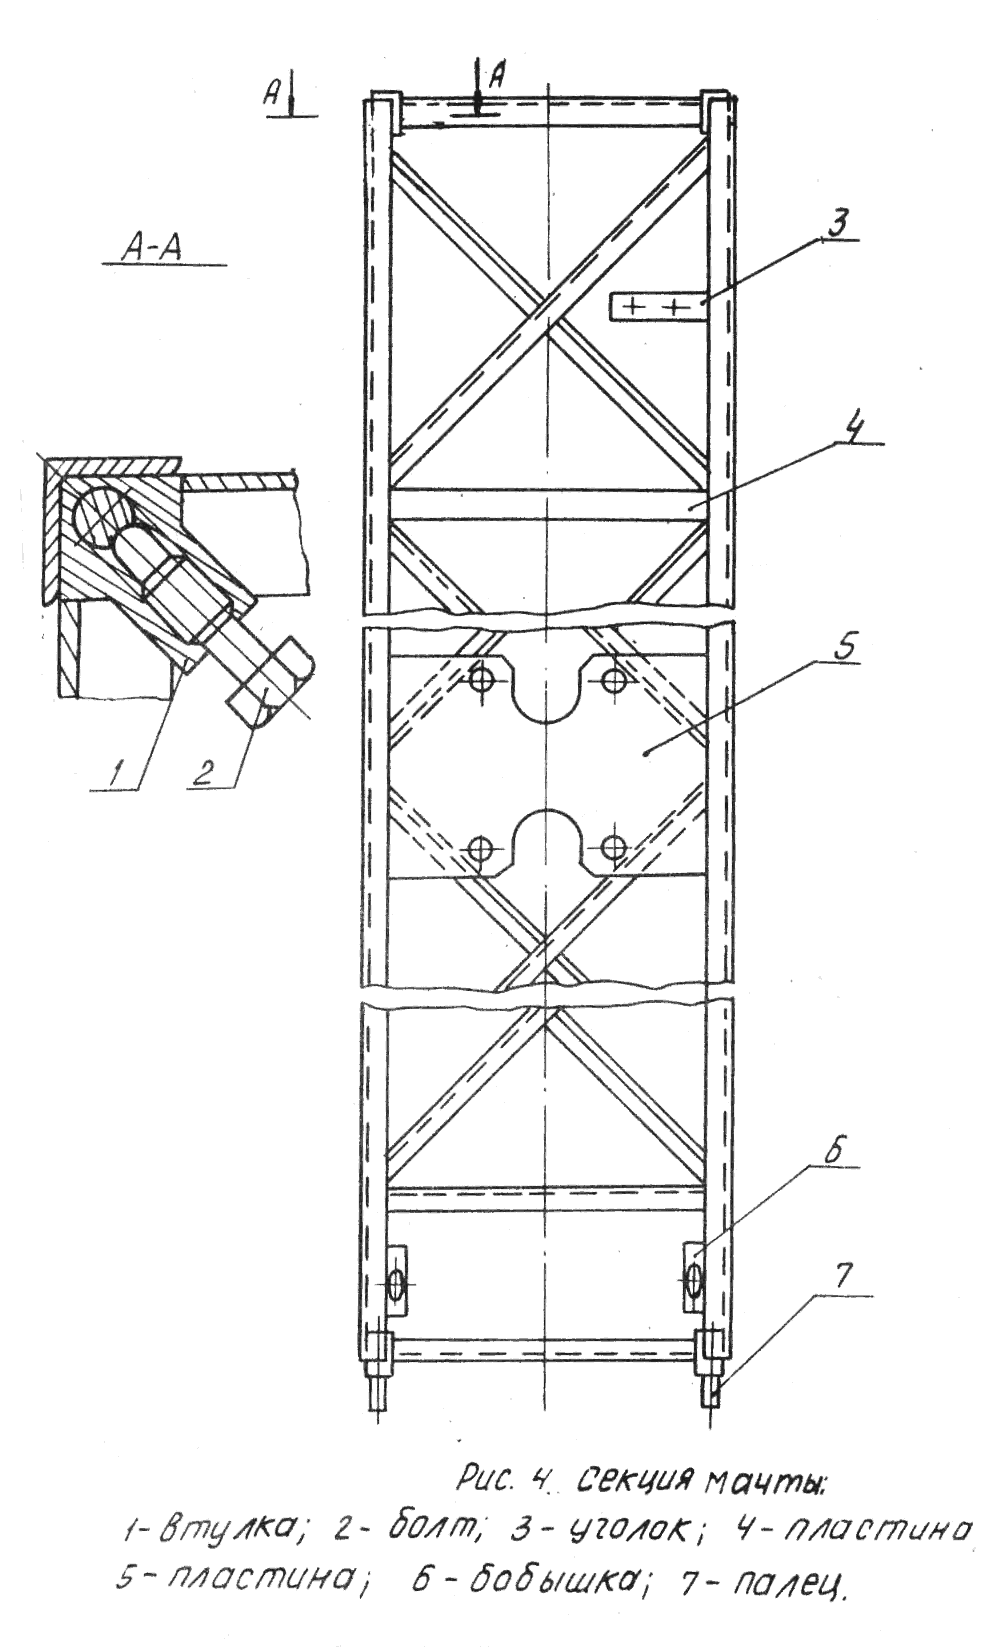 А
А
А-А
3
4
5
1
2
6
7
Рис. 4. Секция мачты:
1- втулка; 2- болт; 3- уголок; 4- пластина
5- пластина; 6- бобышка; 7- палец.